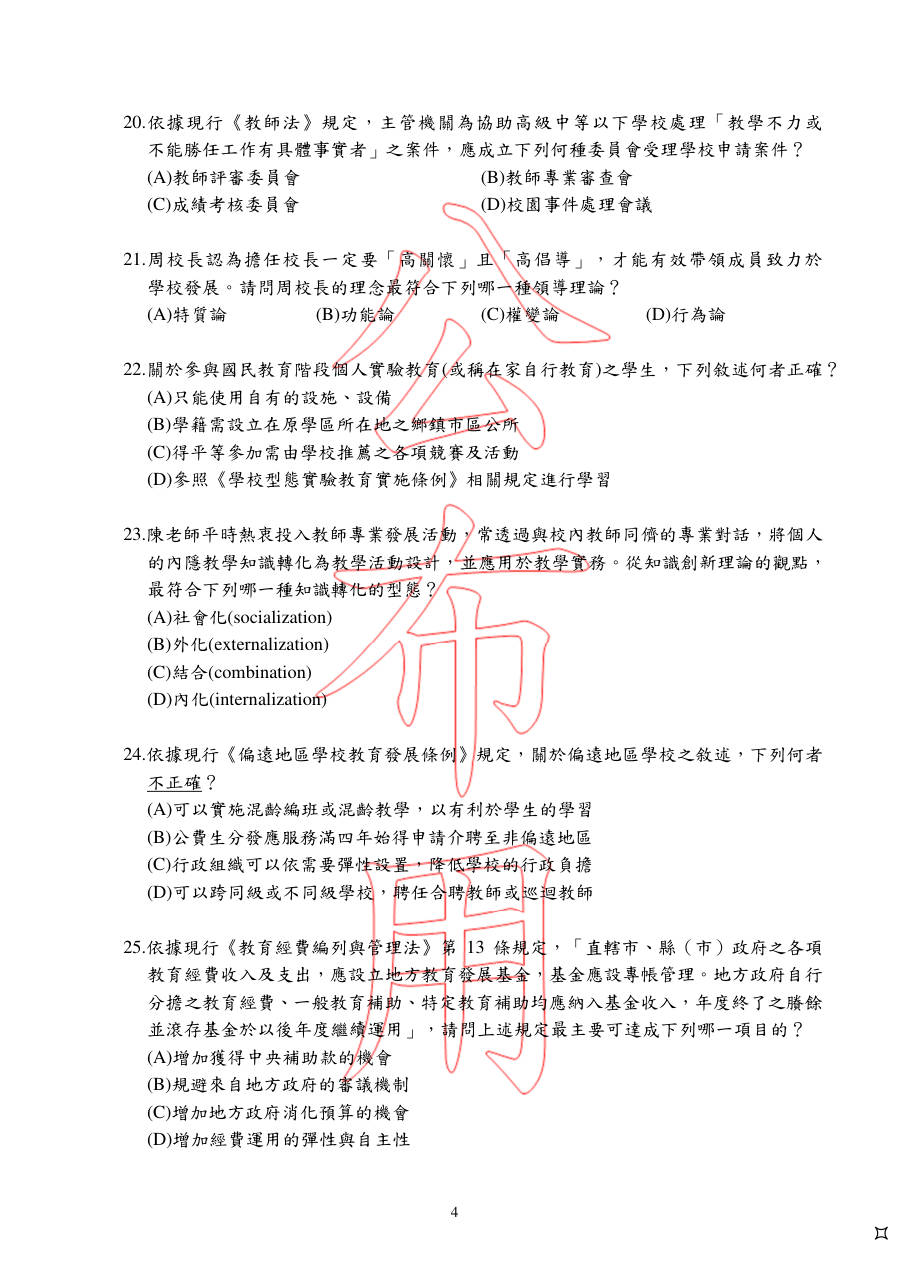 20.依據現行《教師法》規定，主管機關為協助高級中等以下學校處理「教學不力或
不能勝任工作有具體事實者」之案件，應成立下列何種委員會受理學校申請案件？
(A)教師評審委員會 (B)教師專業審查會
(C)成績考核委員會 (D)校園事件處理會議
21.周校長認為擔任校長一定要「高關懷」且「高倡導」，才能有效帶領成員致力於
學校發展。請問周校長的理念最符合下列哪一種領導理論？
(A)特質論 (B)功能論 (C)權變論 (D)行為論
22.關於參與國民教育階段個人實驗教育(或稱在家自行教育)之學生，下列敘述何者正確？
(A)只能使用自有的設施、設備
(B)學籍需設立在原學區所在地之鄉鎮市區公所
(C)得平等參加需由學校推薦之各項競賽及活動
(D)參照《學校型態實驗教育實施條例》相關規定進行學習
23.陳老師平時熱衷投入教師專業發展活動，常透過與校內教師同儕的專業對話，將個人
的內隱教學知識轉化為教學活動設計，並應用於教學實務。從知識創新理論的觀點，
最符合下列哪一種知識轉化的型態？
(A)社會化(socialization)
(B)外化(externalization)
(C)結合(combination)
(D)內化(internalization)
24.依據現行《偏遠地區學校教育發展條例》規定，關於偏遠地區學校之敘述，下列何者
不正確？
(A)可以實施混齡編班或混齡教學，以有利於學生的學習
(B)公費生分發應服務滿四年始得申請介聘至非偏遠地區
(C)行政組織可以依需要彈性設置，降低學校的行政負擔
(D)可以跨同級或不同級學校，聘任合聘教師或巡迴教師
25.依據現行《教育經費編列與管理法》第 13 條規定，「直轄市、縣（市）政府之各項
教育經費收入及支出，應設立地方教育發展基金，基金應設專帳管理。地方政府自行
分擔之教育經費、一般教育補助、特定教育補助均應納入基金收入，年度終了之賸餘
並滾存基金於以後年度繼續運用」，請問上述規定最主要可達成下列哪一項目的？
(A)增加獲得中央補助款的機會
(B)規避來自地方政府的審議機制
(C)增加地方政府消化預算的機會
(D)增加經費運用的彈性與自主性
公布用
4